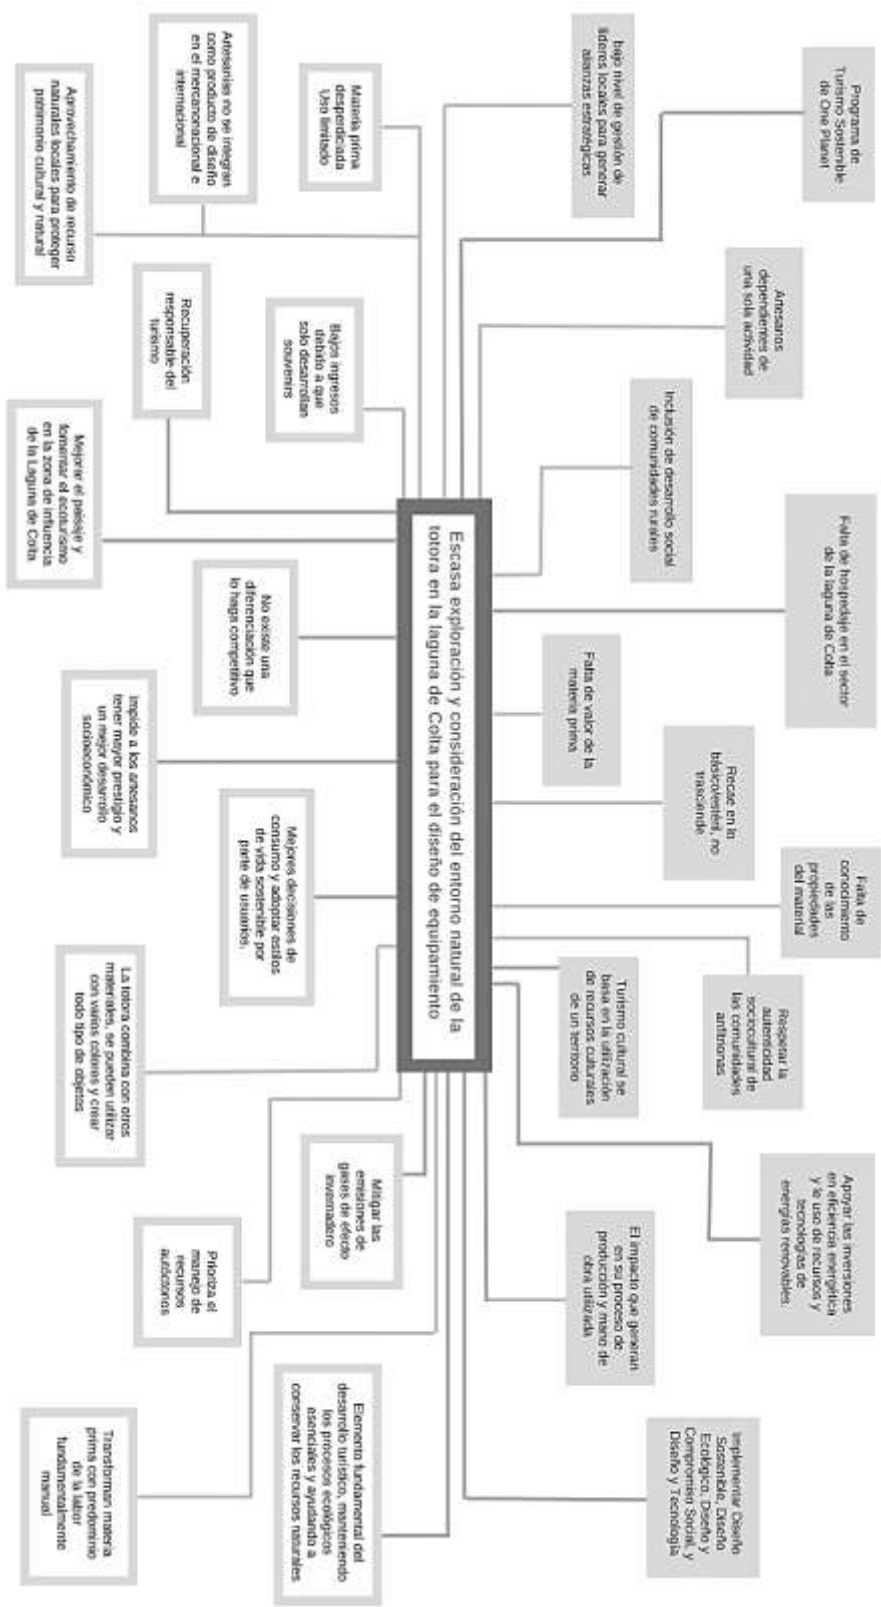 Programa de
Turismo Sostenible
de One Planet
bajo nivel de gestión de
líderes locales para generar
alianzas estratégicas
Artesanos
dependientes de
una sola actividad
Inclusión de desarrollo social
de comunidades rurales
Falta de hospedaje en el sector
de la laguna de Colta
Falta de valor de la
materia prima
Recae en lo
básico/estéril, no
trasciende
Falta de
conocimiento
de las
propiedades
del material
Respetar la
autenticidad
sociocultural de
las comunidades
anfitrionas
Turismo cultural se
basa en la utilización
de recursos culturales
de un territorio
Apoyar las inversiones
en eficiencia energética
y le uso de recursos y
tecnologías de
energías renovables.
El impacto que generan
en su proceso de
producción y mano de
obra utilizada
Implementar Diseño
Sostenible, Diseño
Ecológico, Diseño y
Compromiso Social, y
Diseño y Tecnología
Escasa exploración y consideración del entorno natural de la
totora en la laguna de Colta para el diseño de equipamiento
Materia prima
desperdiciada
Uso limitado
Artesanías no se integran
como producto de diseño
en el mercanonacional e
internacional
Aprovechamiento de recurso
naturales locales para proteger
patrimonio cultural y natural
Bajos ingresos
debido a que
solo desarrollan
souvenirs
Recuperación
responsable del
turismo
Mejorar el paisaje y
fomentar el ecoturismo
en la zona de influencia
de la Laguna de Colta
No existe una
diferenciación que
lo haga competitivo
Impide a los artesanos
tener mayor prestigio y
un mejor desarrollo
socioeconómico
Mejores decisiones de
consumo y adoptar estilos
de vida sostenible por
parte de usuarios.
La totora combina con otros
materiales, se pueden utilizar
con varios colores y crear
todo tipo de objetos
Mitigar las
emisiones de
gases de efecto
invernadero
Prioriza el
manejo de
recursos
autóctonos
Elemento fundamental del
desarrollo turístico, manteniendo
los procesos ecológicos
esenciales y ayudando a
conservar los recursos naturales
Transforman materia
prima con predominio
de la labor
fundamentalmente
manual